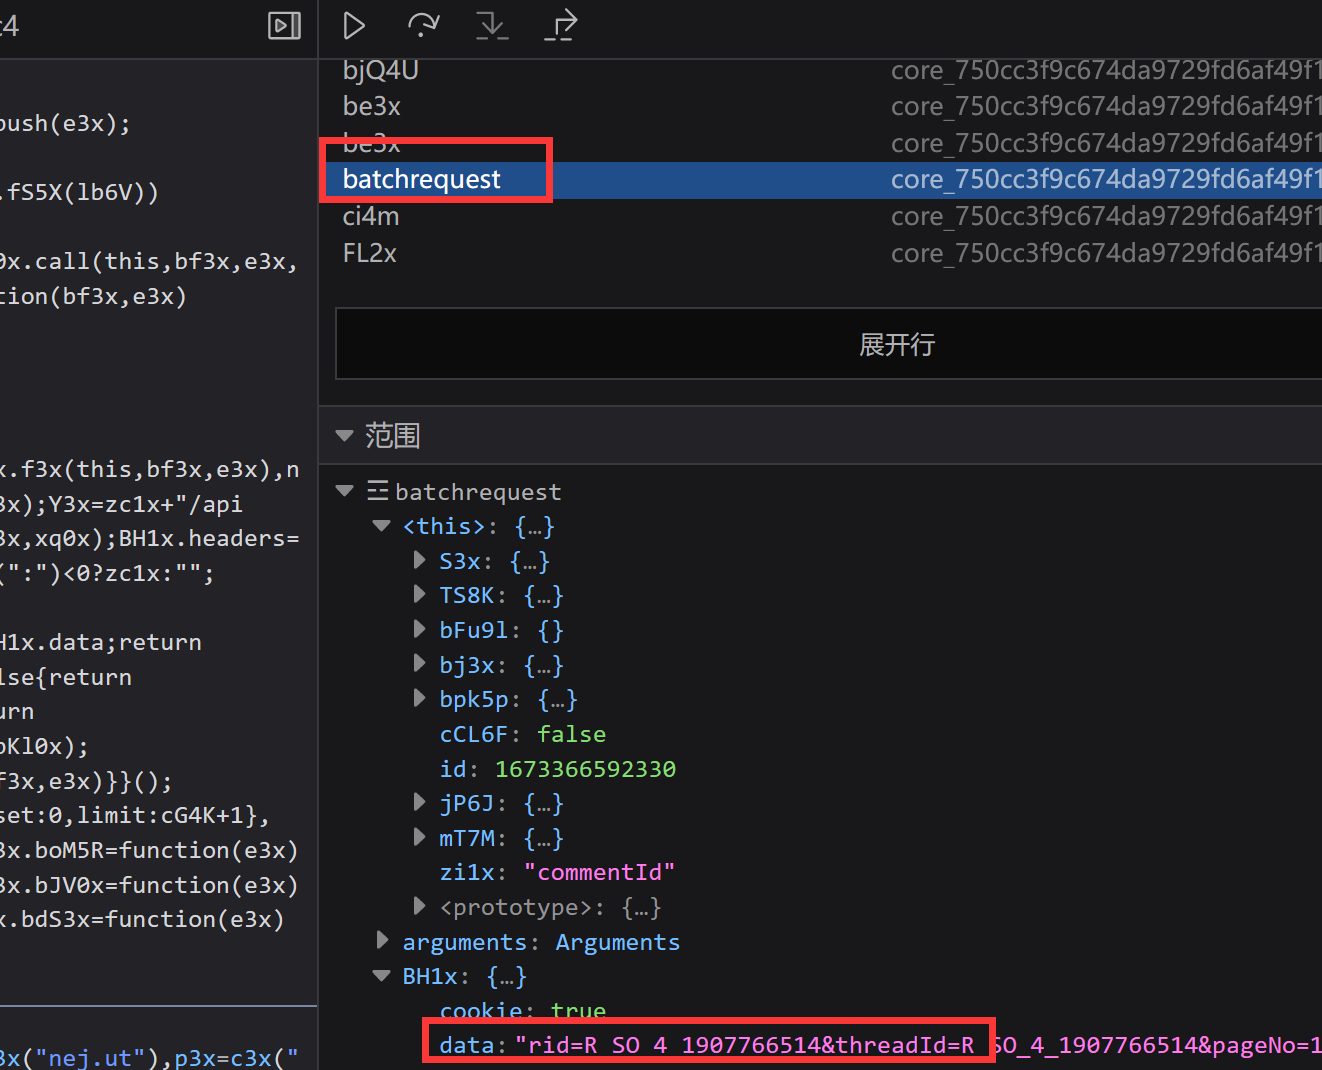 t4
push(e3x);
.fS5X(lb6V))
0x.call(this,bf3x,e3x,
tion(bf3x,e3x)
x.f3x(this,bf3x,e3x),n
3x);Y3x=zc1x+"/api
3x,xq0x);BH1x.headers=
(":")<0?zc1x:"";
H1x.data;return
lse{return
urn
oKl0x);
f3x,e3x)}}();
set:0,limit:cG4K+1},
3x.boM5R=function(e3x)
3x.bJV0x=function(e3x)
x.bdS3x=function(e3x)
3x("nej.ut"),p3x=c3x("
bjQ4U core_750cc3f9c674da9729fd6af49f1
be3x core_750cc3f9c674da9729fd6af49f1
be3x core_750cc3f9c674da9729fd6af49f1
batchrequest core_750cc3f9c674da9729fd6af49f1
ci4m core_750cc3f9c674da9729fd6af49f1
FL2x core_750cc3f9c674da9729fd6af49f1
展开行
范围
batchrequest
<this>: {…}
S3x: {…}
TS8K: {…}
bFu9l: {}
bj3x: {…}
bpk5p: {…}
cCL6F: false
id: 1673366592330
jP6J: {…}
mT7M: {…}
zi1x: "commentId"
<prototype>: {…}
arguments: Arguments
BH1x: {…}
cookie: true
data: "rid=R_SO_4_1907766514&threadId=R_SO_4_1907766514&pageNo=1